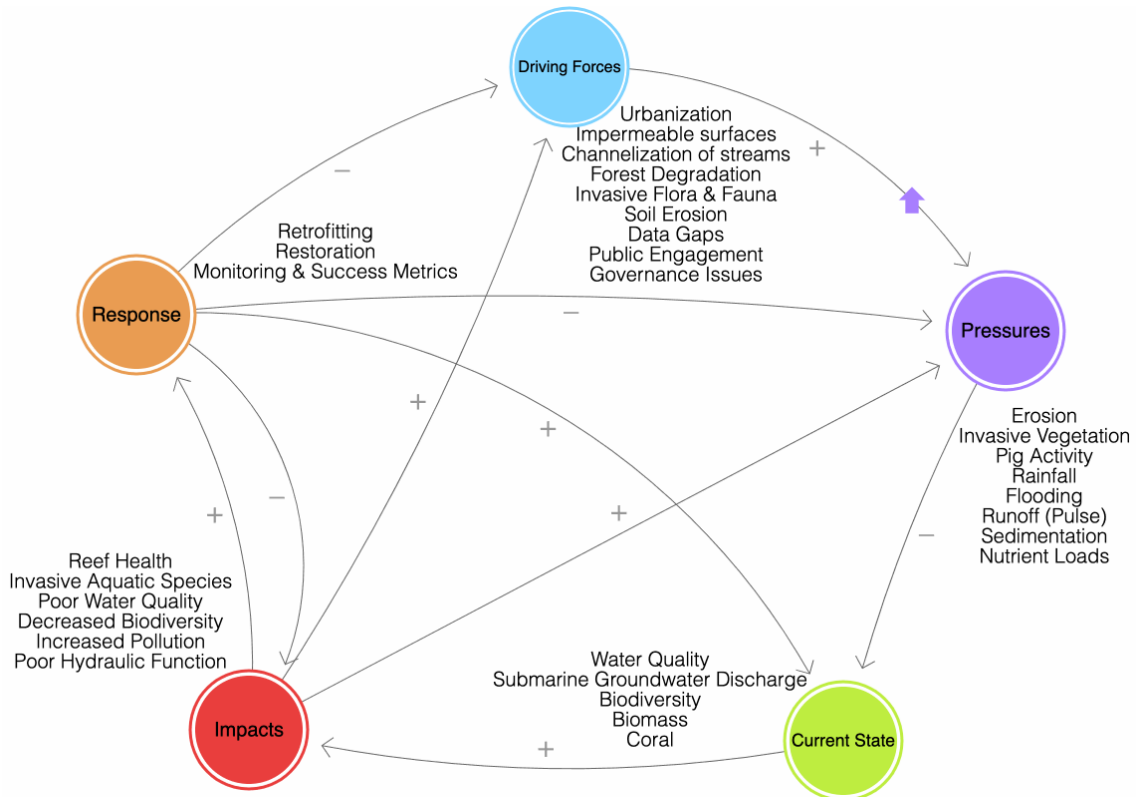 Driving Forces
Urbanization
Impermeable surfaces
Channelization of streams
Forest Degradation
Invasive Flora & Fauna
Soil Erosion
Data Gaps
Public Engagement
Governance Issues
+
−
Retrofitting
Restoration
Monitoring & Success Metrics
Response
−
Pressures
Erosion
Invasive Vegetation
Pig Activity
Rainfall
Flooding
Runoff (Pulse)
Sedimentation
Nutrient Loads
+
+
+
−
+
−
Reef Health
Invasive Aquatic Species
Poor Water Quality
Decreased Biodiversity
Increased Pollution
Poor Hydraulic Function
Impacts
Water Quality
Submarine Groundwater Discharge
Biodiversity
Biomass
Coral
+
Current State